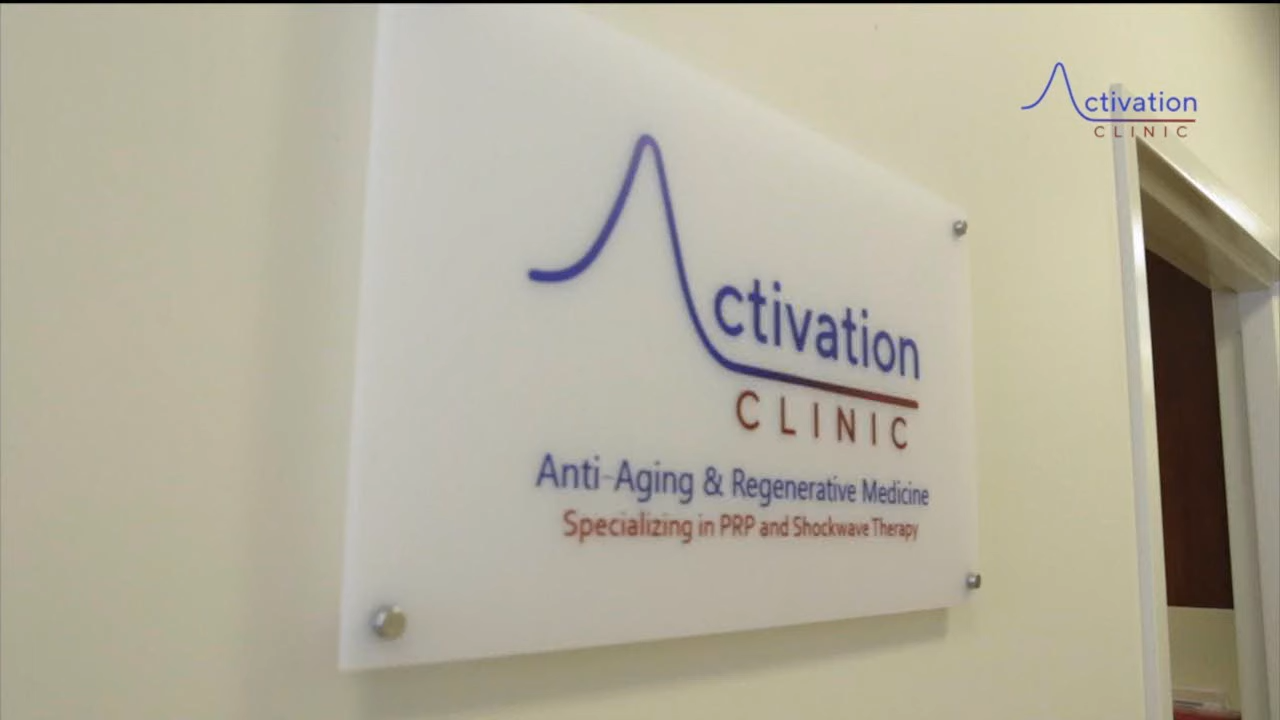 Activation
CLINIC
Activation
CLINIC
Anti-Aging & Regenerative Medicine
Specializing in PRP and Shockwave Therapy